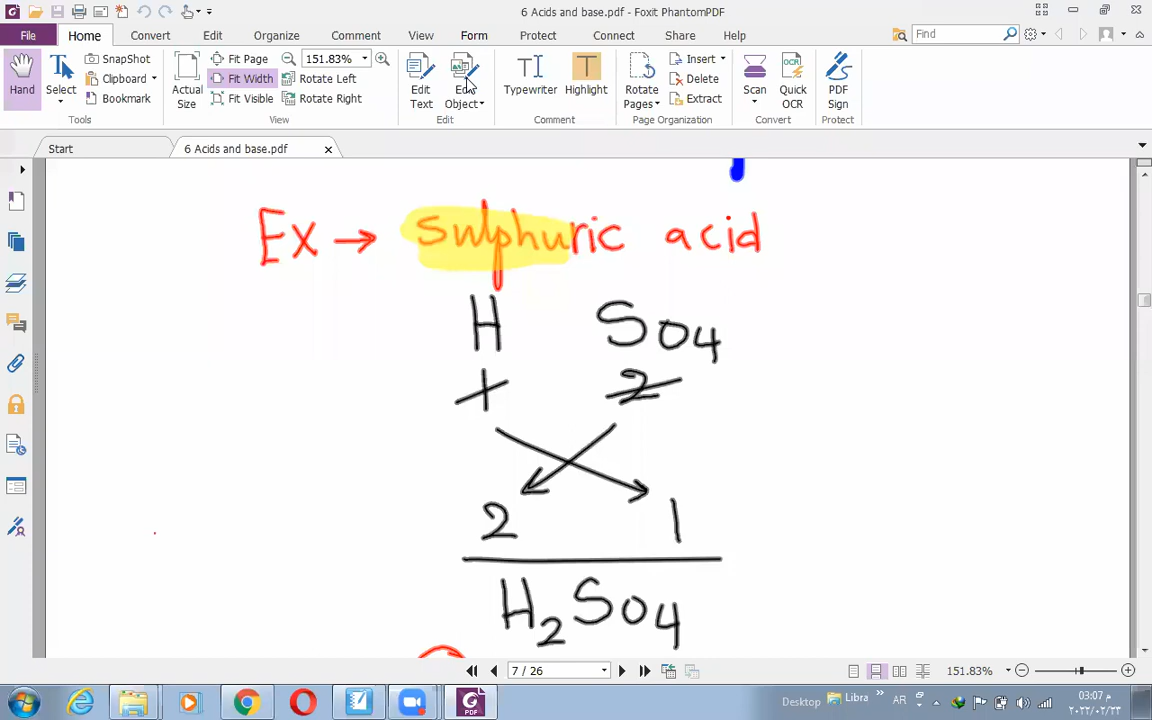 6 Acids and base.pdf - Foxit PhantomPDF
File Home Convert Edit Organize Comment View Form Protect Connect Share Help Find
Hand Select SnapShot Clipboard Bookmark Actual Size Fit Page Fit Width Fit Visible 151.83% Rotate Left Rotate Right Edit Text Edit Object Typewriter Highlight Rotate Pages Insert Delete Extract Scan Quick OCR PDF Sign
Tools View Edit Comment Page Organization Convert Protect
Start 6 Acids and base.pdf
Ex → Sulphuric acid
H SO4
+ 2
2 1
H2SO4
7 / 26 151.83%
Desktop Libra » AR 03:07 م
٢٠٢٢/٠٢/٢٣